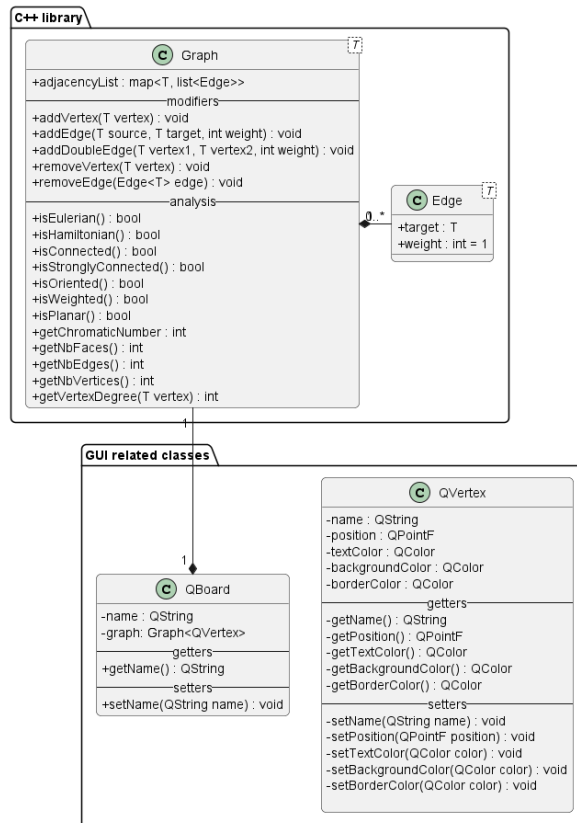 C++ library
C Graph T
+adjacencyList : map<T, list<Edge>>
modifiers
+addVertex(T vertex) : void
+addEdge(T source, T target, int weight) : void
+addDoubleEdge(T vertex1, T vertex2, int weight) : void
+removeVertex(T vertex) : void
+removeEdge(Edge<T> edge) : void
analysis
+isEulerian() : bool
+isHamiltonian() : bool
+isConnected() : bool
+isStronglyConnected() : bool
+isOriented() : bool
+isWeighted() : bool
+isPlanar() : bool
+getChromaticNumber : int
+getNbFaces() : int
+getNbEdges() : int
+getNbVertices() : int
+getVertexDegree(T vertex) : int
0..*
C Edge T
+target : T
+weight : int = 1
1
GUI related classes
1
C QBoard
-name : QString
-graph: Graph<QVertex>
getters
+getName() : QString
setters
+setName(QString name) : void
C QVertex
-name : QString
-position : QPointF
-textColor : QColor
-backgroundColor : QColor
-borderColor : QColor
getters
-getName() : QString
-getPosition() : QPointF
-getTextColor() : QColor
-getBackgroundColor() : QColor
-getBorderColor() : QColor
setters
-setName(QString name) : void
-setPosition(QPointF position) : void
-setTextColor(QColor color) : void
-setBackgroundColor(QColor color) : void
-setBorderColor(QColor color) : void